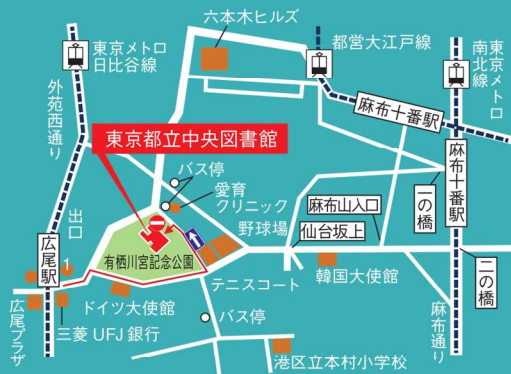 六本木ヒルズ
東京メトロ
日比谷線
都営大江戸線
東京メトロ
南北線
外苑西通り
麻布十番駅
東京都立中央図書館
バス停
愛育
クリニック
麻布十番駅
一の橋
出口
野球場
麻布山入口
仙台坂上
広尾駅
1
有栖川宮記念公園
テニスコート
韓国大使館
二の橋
ドイツ大使館
広尾プラザ
三菱UFJ銀行
バス停
麻布通り
港区立本村小学校